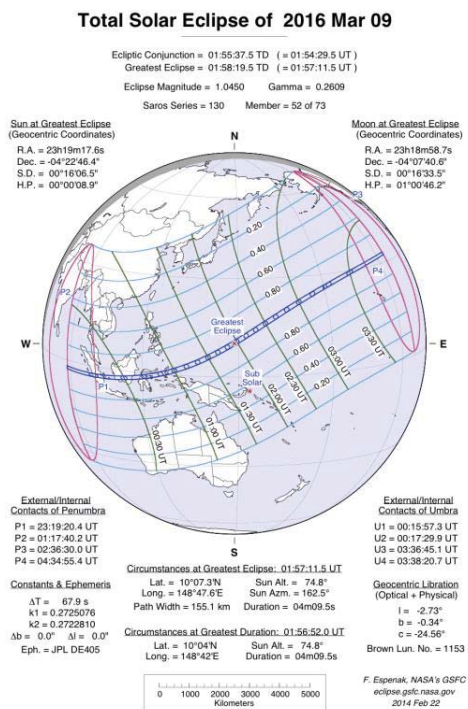 Total Solar Eclipse of 2016 Mar 09
Ecliptic Conjunction = 01:55:37.5 TD ( = 01:54:29.5 UT )
Greatest Eclipse = 01:58:19.5 TD ( = 01:57:11.5 UT )
Eclipse Magnitude = 1.0450 Gamma = 0.2609
Saros Series = 130 Member = 52 of 73
Sun at Greatest Eclipse
(Geocentric Coordinates)
R.A. = 23h19m17.6s
Dec. = -04°22'46.4"
S.D. = 00°16'06.5"
H.P. = 00°00'08.9"
Moon at Greatest Eclipse
(Geocentric Coordinates)
R.A. = 23h18m58.7s
Dec. = -04°07'40.6"
S.D. = 00°16'33.5"
H.P. = 01°00'46.2"
N
P3
0.20
0.40
0.60
0.80
P2
P4
Greatest
Eclipse
W
E
0.80
0.60
0.40
0.20
P1
Sub
Solar
00:30 UT
01:00 UT
01:30 UT
02:00 UT
02:30 UT
03:00 UT
03:30 UT
S
External/Internal
Contacts of Penumbra
P1 = 23:19:20.4 UT
P2 = 01:17:40.2 UT
P3 = 02:36:30.0 UT
P4 = 04:34:55.4 UT
External/Internal
Contacts of Umbra
U1 = 00:15:57.3 UT
U2 = 00:17:29.9 UT
U3 = 03:36:45.1 UT
U4 = 03:38:20.7 UT
Constants & Ephemeris
ΔT = 67.9 s
k1 = 0.2725076
k2 = 0.2722810
Δb = 0.0" Δl = 0.0"
Eph. = JPL DE405
Circumstances at Greatest Eclipse: 01:57:11.5 UT
Lat. = 10°07.3'N Sun Alt. = 74.8°
Long. = 148°47.6'E Sun Azm. = 162.5°
Path Width = 155.1 km Duration = 04m09.5s
Circumstances at Greatest Duration: 01:56:52.0 UT
Lat. = 10°04'N Sun Alt. = 74.8°
Long. = 148°42'E Duration = 04m09.5s
Geocentric Libration
(Optical + Physical)
l = -2.73°
b = -0.34°
c = -24.56°
Brown Lun. No. = 1153
0 1000 2000 3000 4000 5000
Kilometers
F. Espenak, NASA's GSFC
eclipse.gsfc.nasa.gov
2014 Feb 22